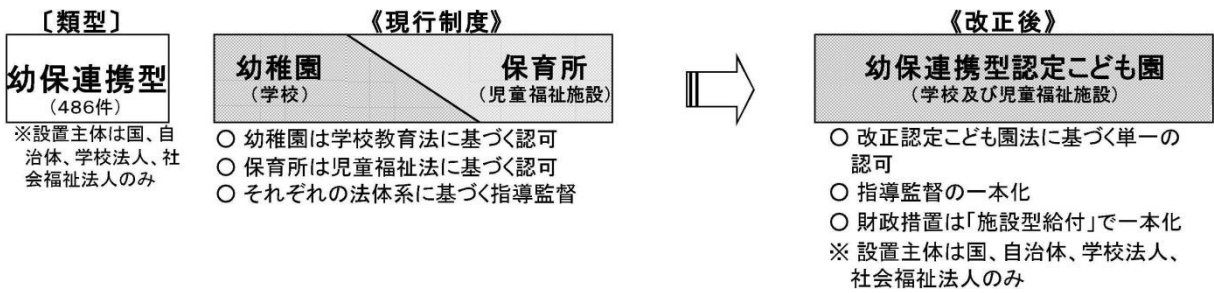 〔類型〕
幼保連携型
(486件)
※設置主体は国、自
治体、学校法人、社
会福祉法人のみ
《現行制度》
幼稚園
(学校)
保育所
(児童福祉施設)
○ 幼稚園は学校教育法に基づく認可
○ 保育所は児童福祉法に基づく認可
○ それぞれの法体系に基づく指導監督
《改正後》
幼保連携型認定こども園
(学校及び児童福祉施設)
○ 改正認定こども園法に基づく単一の
認可
○ 指導監督の一本化
○ 財政措置は「施設型給付」で一本化
※ 設置主体は国、自治体、学校法人、
社会福祉法人のみ